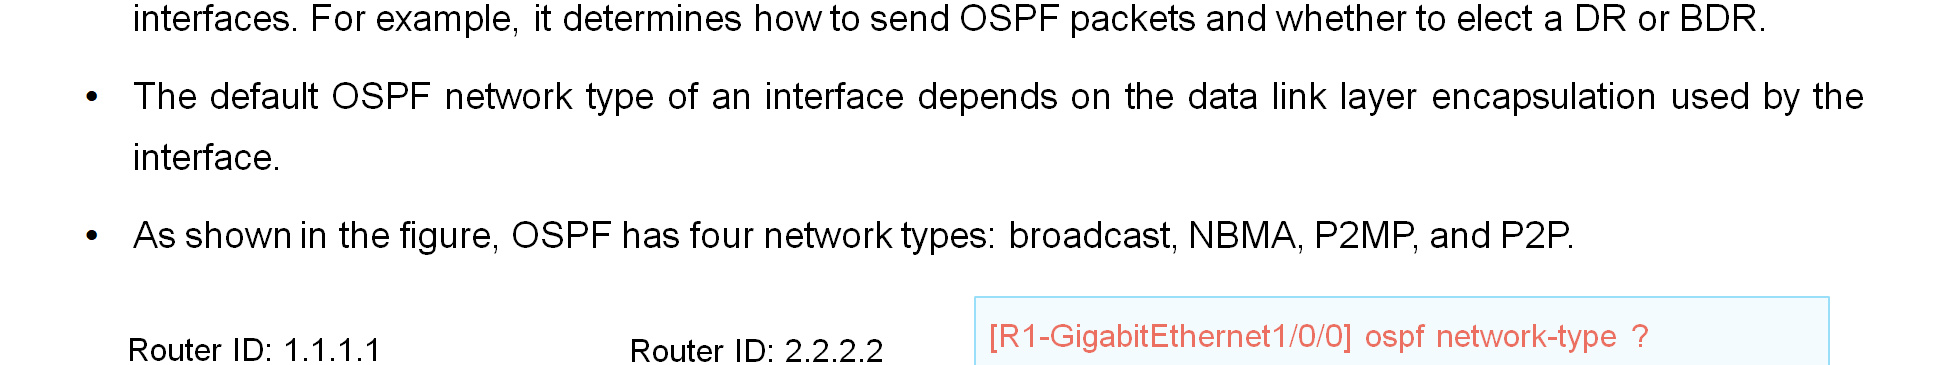 interfaces. For example, it determines how to send OSPF packets and whether to elect a DR or BDR.
• The default OSPF network type of an interface depends on the data link layer encapsulation used by the
interface.
• As shown in the figure, OSPF has four network types: broadcast, NBMA, P2MP, and P2P.
Router ID: 1.1.1.1
Router ID: 2.2.2.2
[R1-GigabitEthernet1/0/0] ospf network-type ?